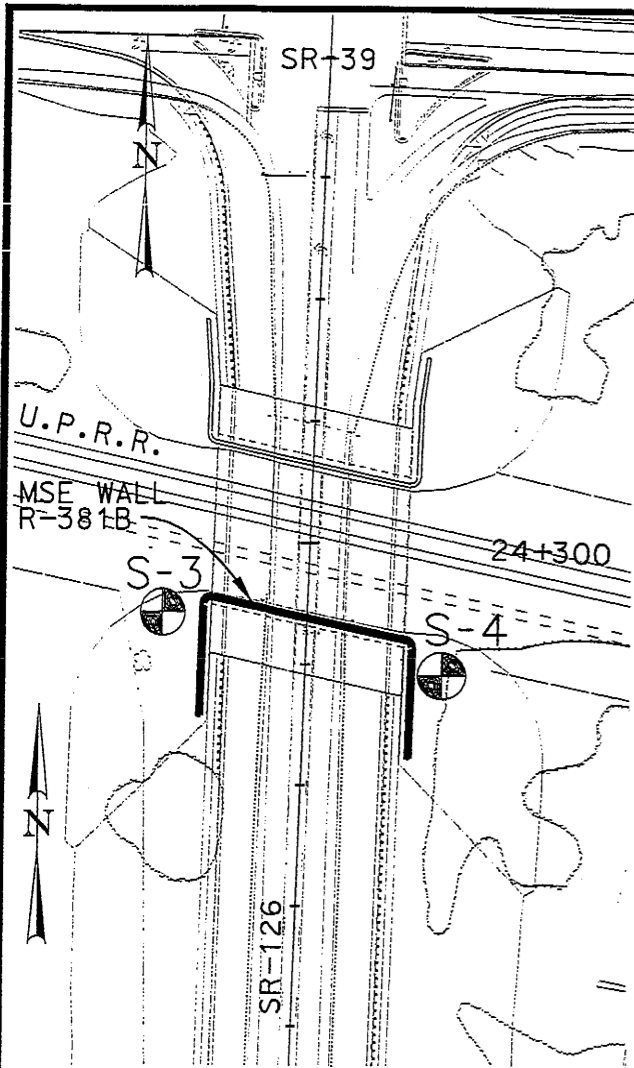 SR-39
N
U.P.R.R.
MSE WALL
R-381B
24+300
S-3
S-4
N
SR-126